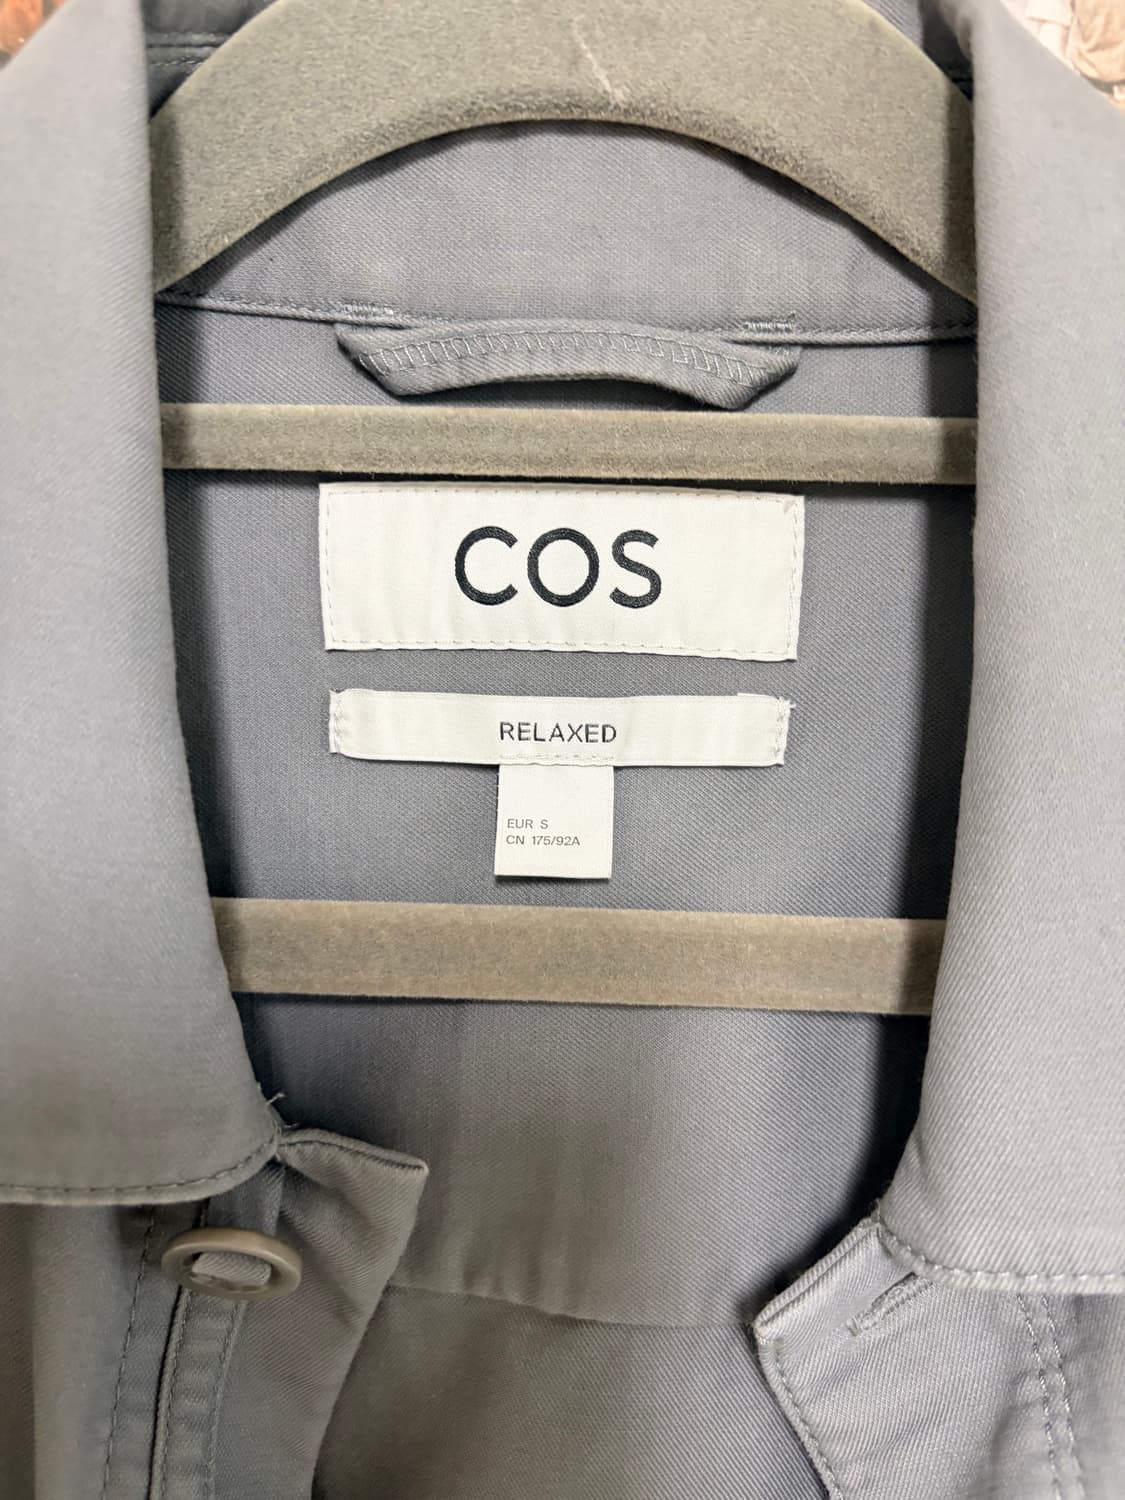 COS
RELAXED
EUR S
CN 175/92A